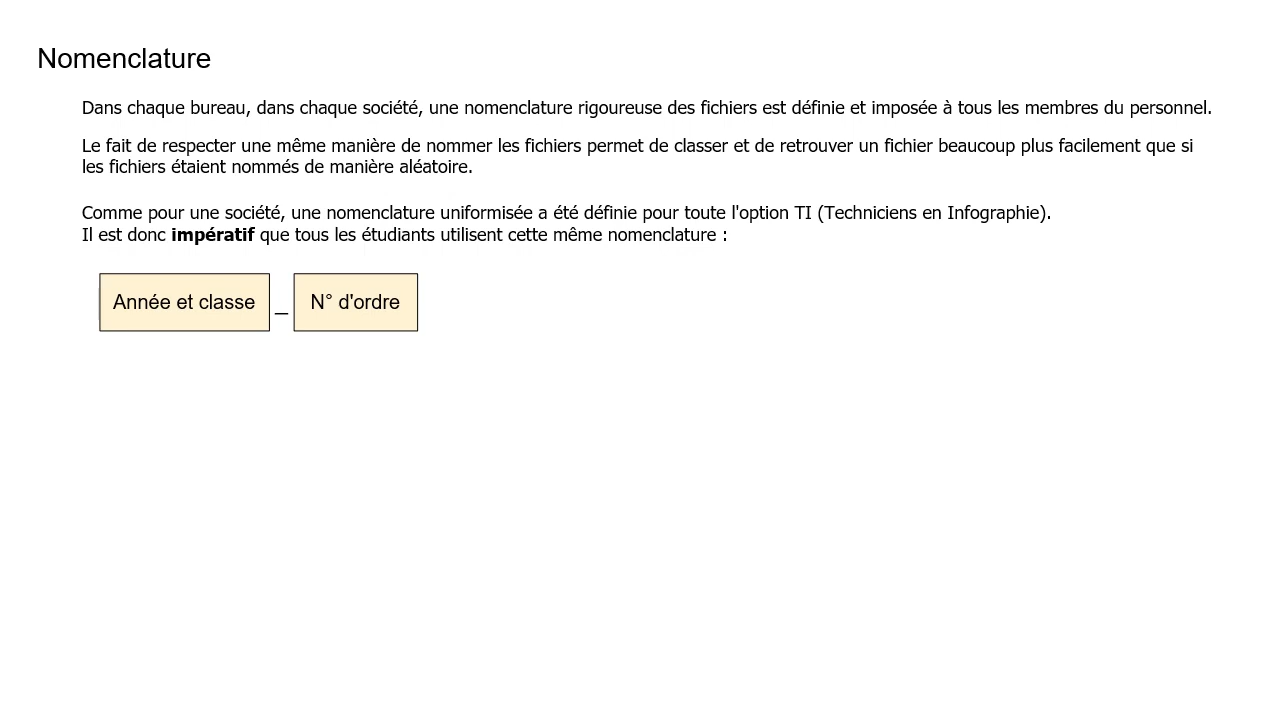 Nomenclature
Dans chaque bureau, dans chaque société, une nomenclature rigoureuse des fichiers est définie et imposée à tous les membres du personnel.
Le fait de respecter une même manière de nommer les fichiers permet de classer et de retrouver un fichier beaucoup plus facilement que si
les fichiers étaient nommés de manière aléatoire.
Comme pour une société, une nomenclature uniformisée a été définie pour toute l'option TI (Techniciens en Infographie).
Il est donc impératif que tous les étudiants utilisent cette même nomenclature :
Année et classe _ N° d'ordre